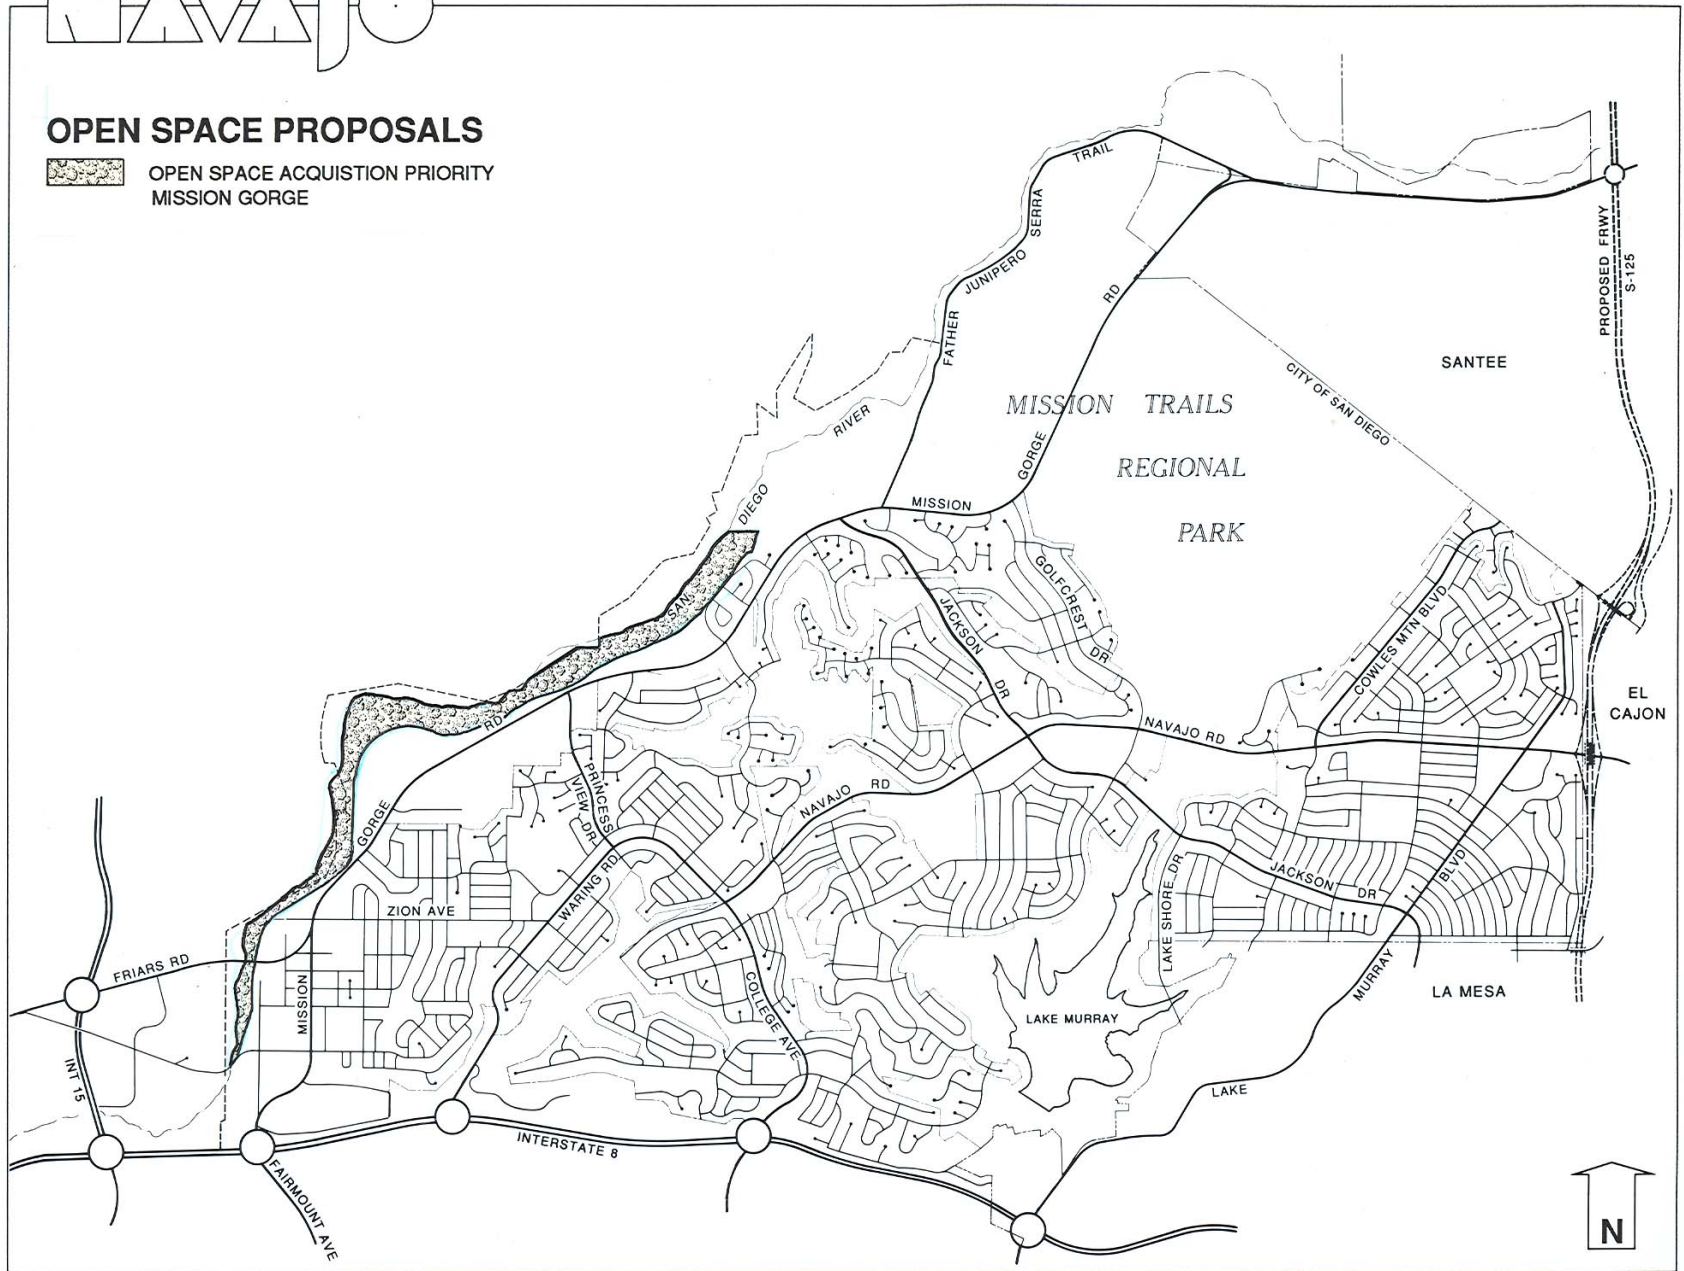 NAVAJO
OPEN SPACE PROPOSALS
OPEN SPACE ACQUISTION PRIORITY
MISSION GORGE
TRAIL
SERRA
JUNIPERO
FATHER
RD
PROPOSED FRWY
S-125
SANTEE
CITY OF SAN DIEGO
MISSION TRAILS
REGIONAL
PARK
GORGE
MISSION
RIVER
DIEGO
SAN
GOLFCREST
DR
JACKSON
DR
COWLES MTN BLVD
EL
CAJON
NAVAJO RD
RD
PRINCESS
VIEW DR
NAVAJO RD
GORGE
WARING RD
ZION AVE
JACKSON DR
BLVD
LAKE SHORE DR
FRIARS RD
MISSION
COLLEGE AVE
MURRAY
LA MESA
LAKE MURRAY
INT 15
LAKE
INTERSTATE 8
FAIRMOUNT AVE
N